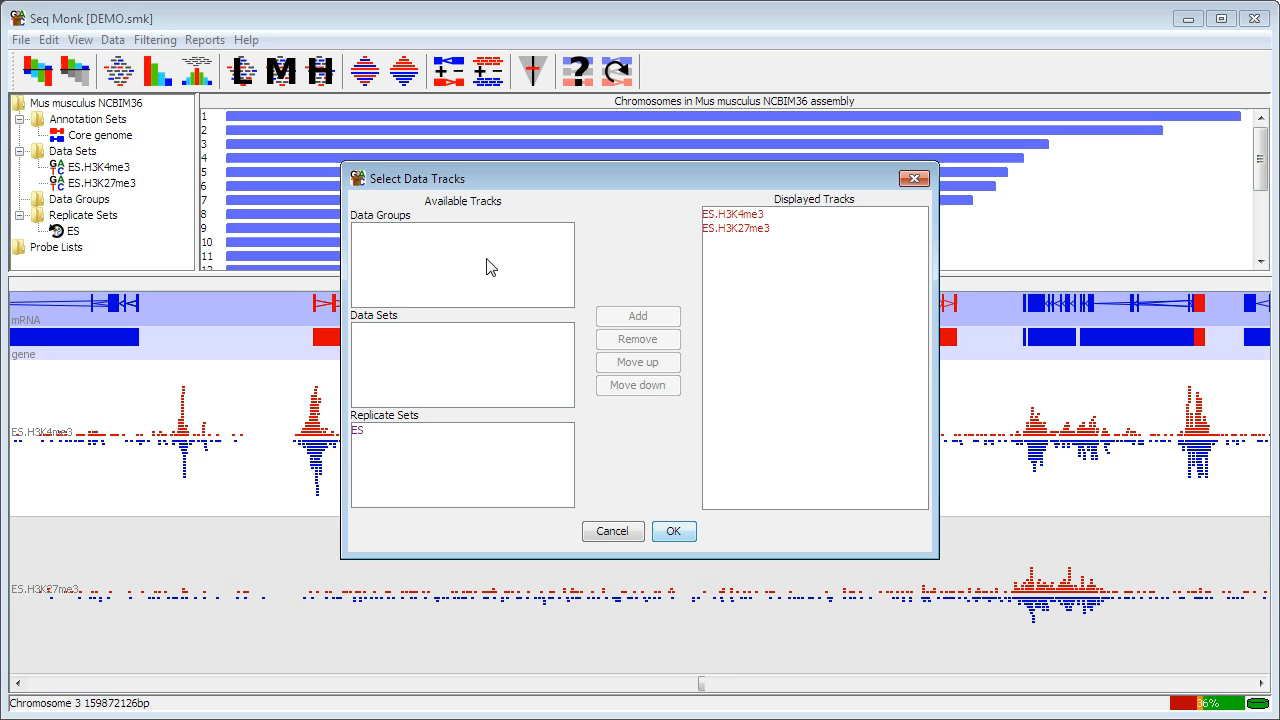 Seq Monk [DEMO.smk]
File Edit View Data Filtering Reports Help
L M H ?
Mus musculus NCBIM36
Annotation Sets
Core genome
Data Sets
ES.H3K4me3
ES.H3K27me3
Data Groups
Replicate Sets
ES
Probe Lists
Chromosomes in Mus musculus NCBIM36 assembly
1
2
3
4
5
6
7
8
9
10
11
12
Select Data Tracks
Available Tracks
Data Groups
Data Sets
Replicate Sets
ES
Add
Remove
Move up
Move down
Displayed Tracks
ES.H3K4me3
ES.H3K27me3
Cancel OK
mRNA
gene
ES.H3K4me3
ES.H3K27me3
Chromosome 3 159872126bp
36%